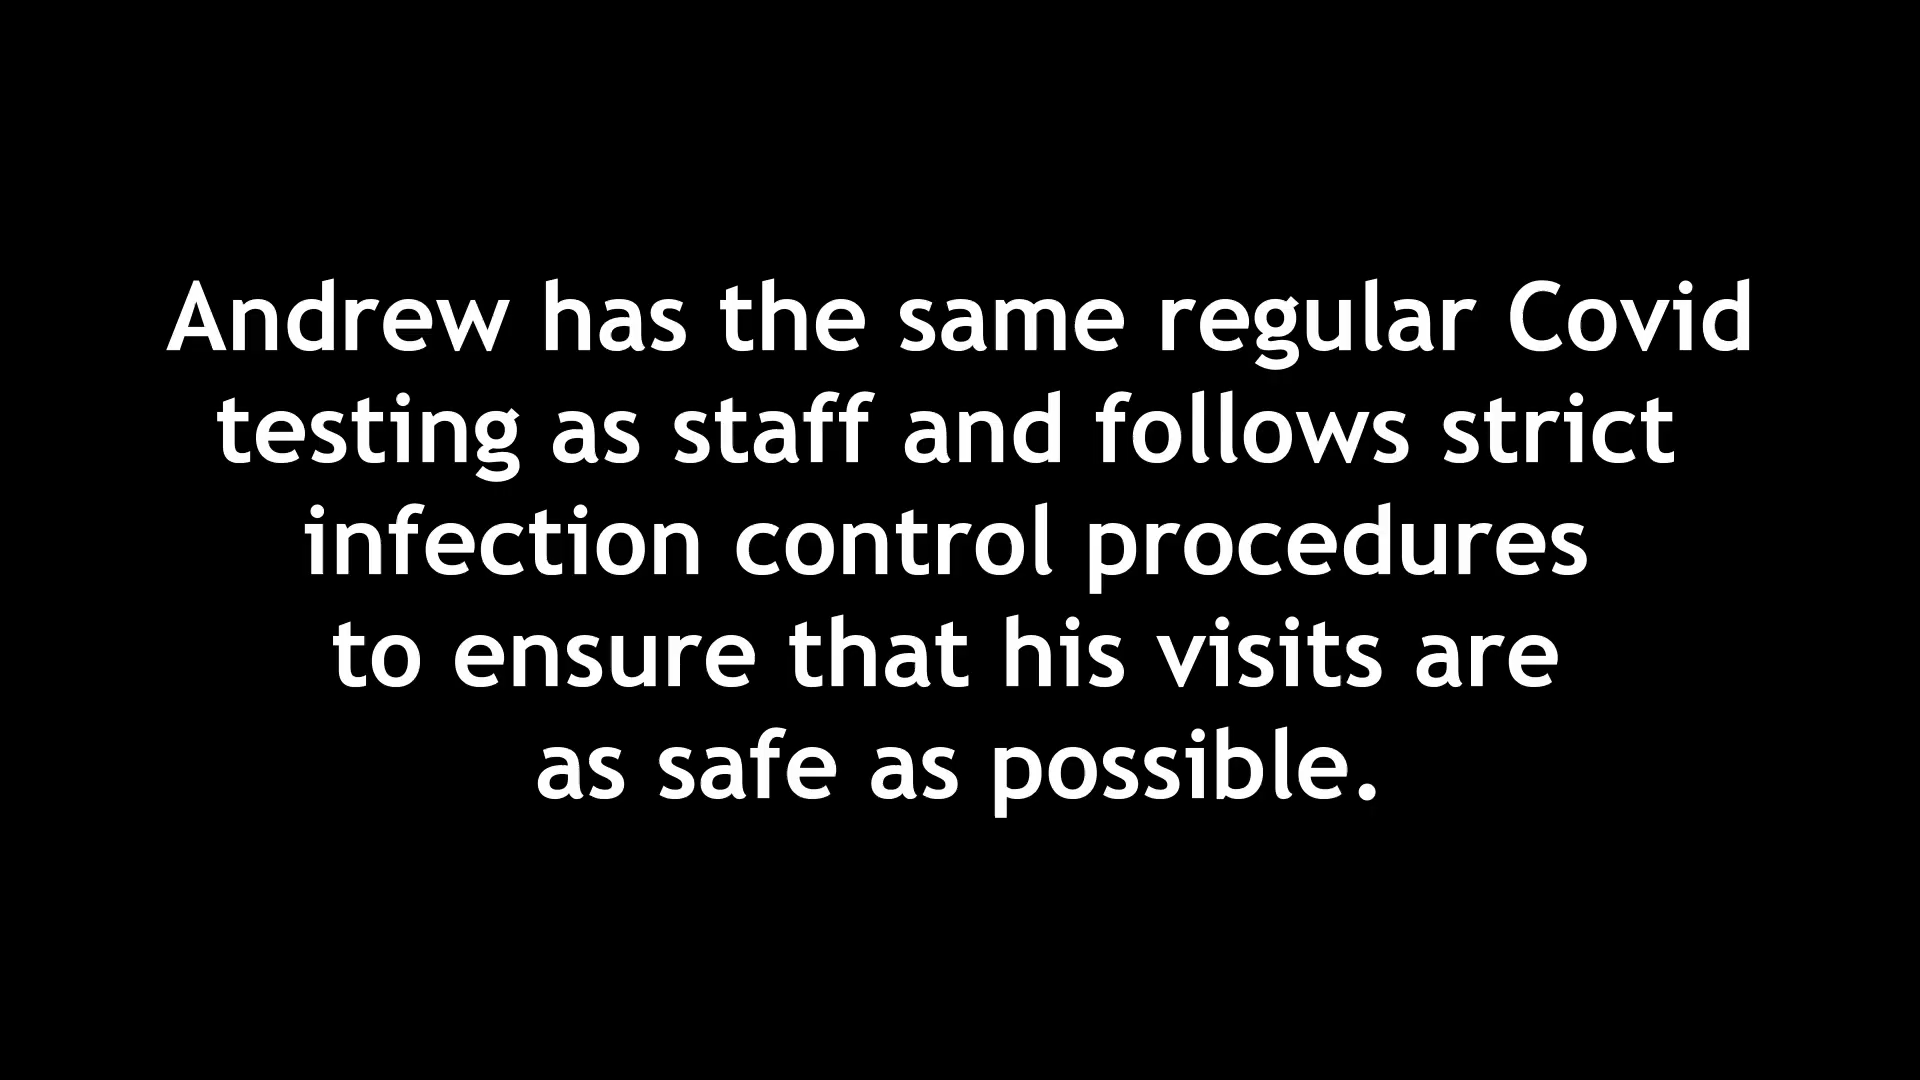 Andrew has the same regular Covid
testing as staff and follows strict
infection control procedures
to ensure that his visits are
as safe as possible.